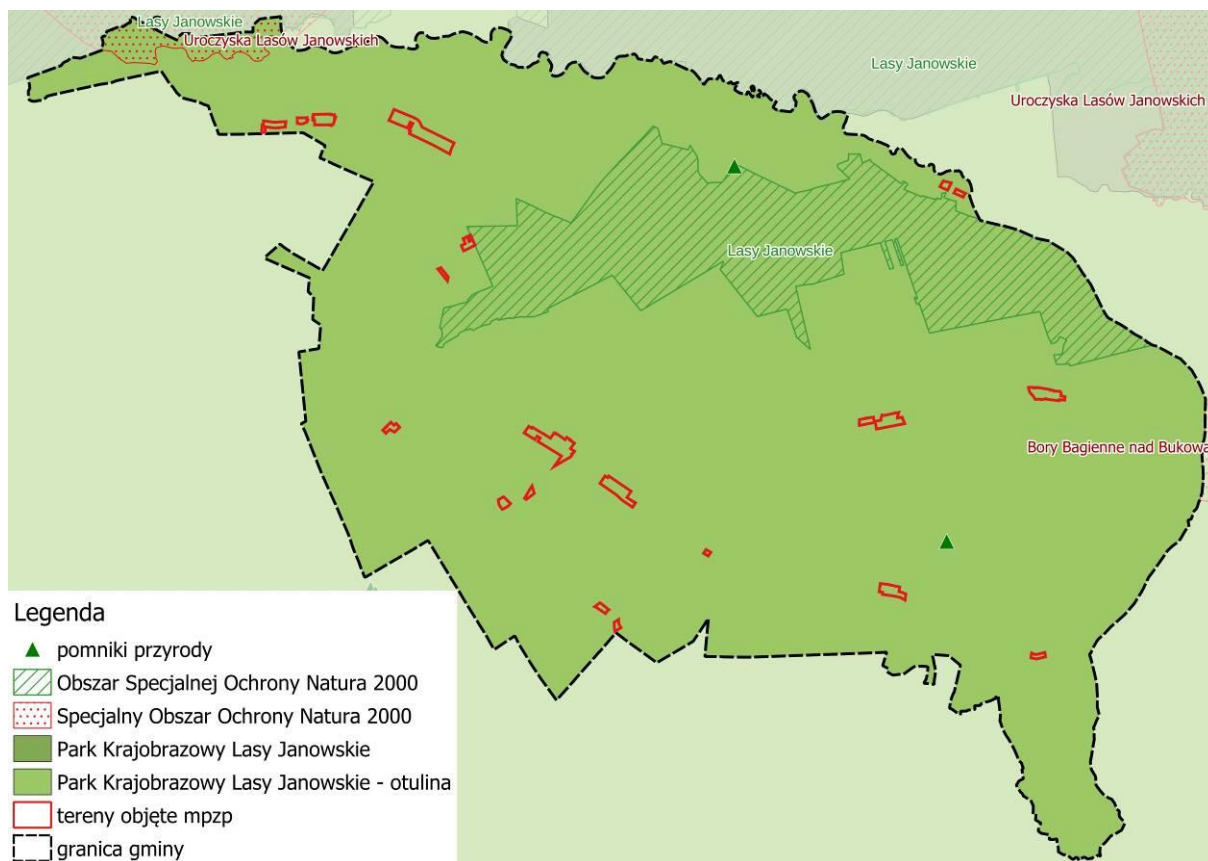 Lasy Janowskie
Uroczyska Lasów Janowskich
Lasy Janowskie
Uroczyska Lasów Janowskich
Lasy Janowskie
Bory Bagienne nad Bukowa
Legenda
pomniki przyrody
Obszar Specjalnej Ochrony Natura 2000
Specjalny Obszar Ochrony Natura 2000
Park Krajobrazowy Lasy Janowskie
Park Krajobrazowy Lasy Janowskie - otulina
tereny objęte mpzp
granica gminy